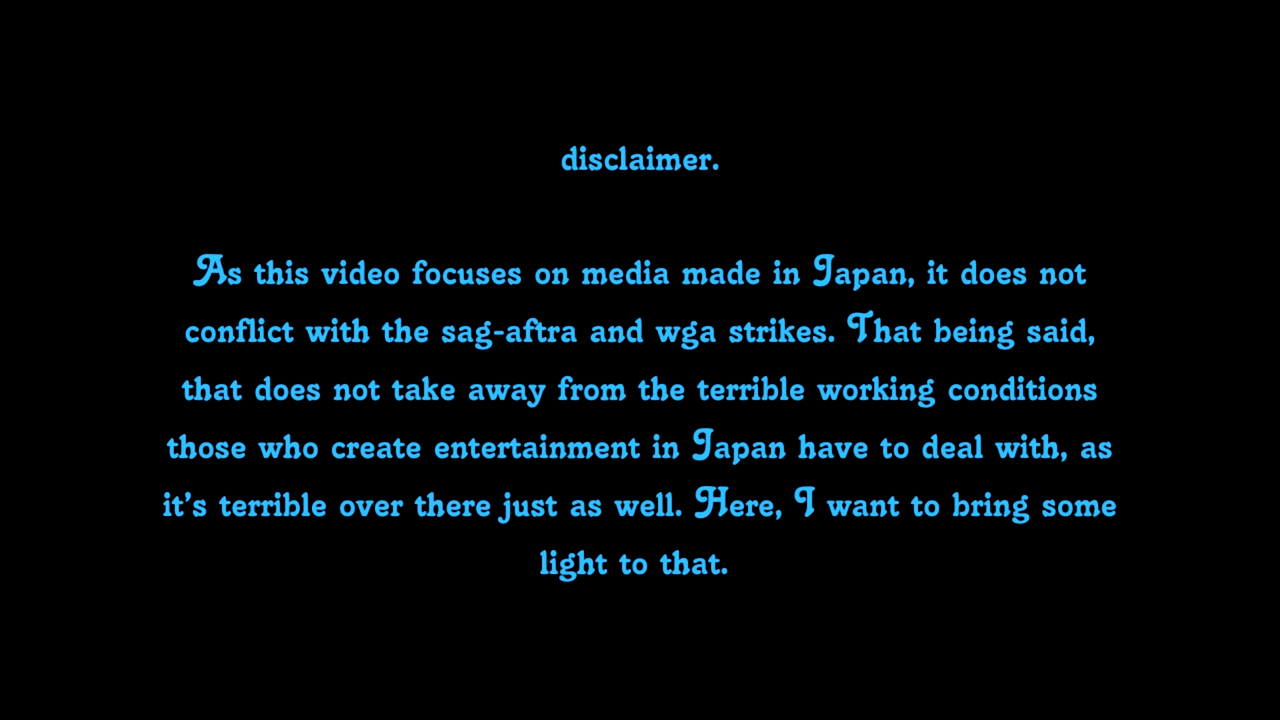 disclaimer.
As this video focuses on media made in Japan, it does not
conflict with the sag-aftra and wga strikes. That being said,
that does not take away from the terrible working conditions
those who create entertainment in Japan have to deal with, as
it's terrible over there just as well. Here, I want to bring some
light to that.